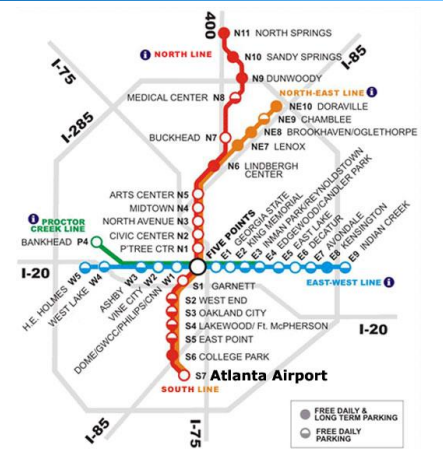 400
N11 NORTH SPRINGS
i NORTH LINE
N10 SANDY SPRINGS
I-85
I-75
N9 DUNWOODY
NORTH-EAST LINE i
MEDICAL CENTER N8
NE10 DORAVILLE
NE9 CHAMBLEE
I-285
NE8 BROOKHAVEN/OGLETHORPE
BUCKHEAD N7
NE7 LENOX
N6 LINDBERGH
CENTER
ARTS CENTER N5
MIDTOWN N4
NORTH AVENUE N3
CIVIC CENTER N2
P'TREE CTR N1
i PROCTOR
CREEK LINE
BANKHEAD P4
FIVE POINTS
E1 GEORGIA STATE
E2 KING MEMORIAL
E3 INMAN PARK/REYNOLDSTOWN
E4 EDGEWOOD/CANDLER PARK
E5 EAST LAKE
E6 DECATUR
E7 AVONDALE
E8 KENSINGTON
E9 INDIAN CREEK
I-20
EAST-WEST LINE i
H.E. HOLMES W5
WEST LAKE W4
ASHBY W3
VINE CITY W2
DOME/GWCC/PHILIPS/CNN W1
S1 GARNETT
S2 WEST END
S3 OAKLAND CITY
S4 LAKEWOOD/ Ft. McPHERSON
S5 EAST POINT
S6 COLLEGE PARK
S7 Atlanta Airport
SOUTH LINE
I-20
I-85
I-75
FREE DAILY &
LONG TERM PARKING
FREE DAILY
PARKING